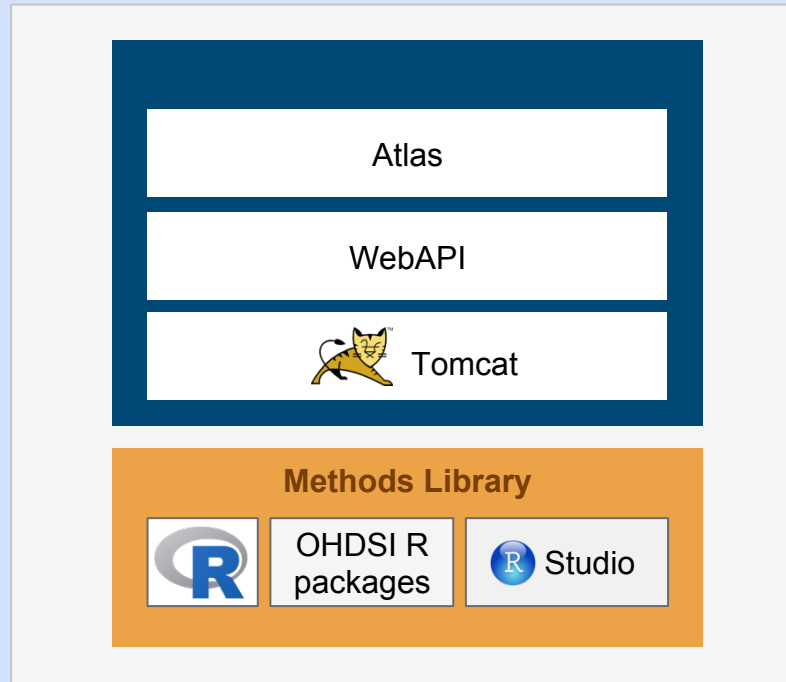 Atlas
WebAPI
Tomcat
Methods Library
R
OHDSI R
packages
R Studio